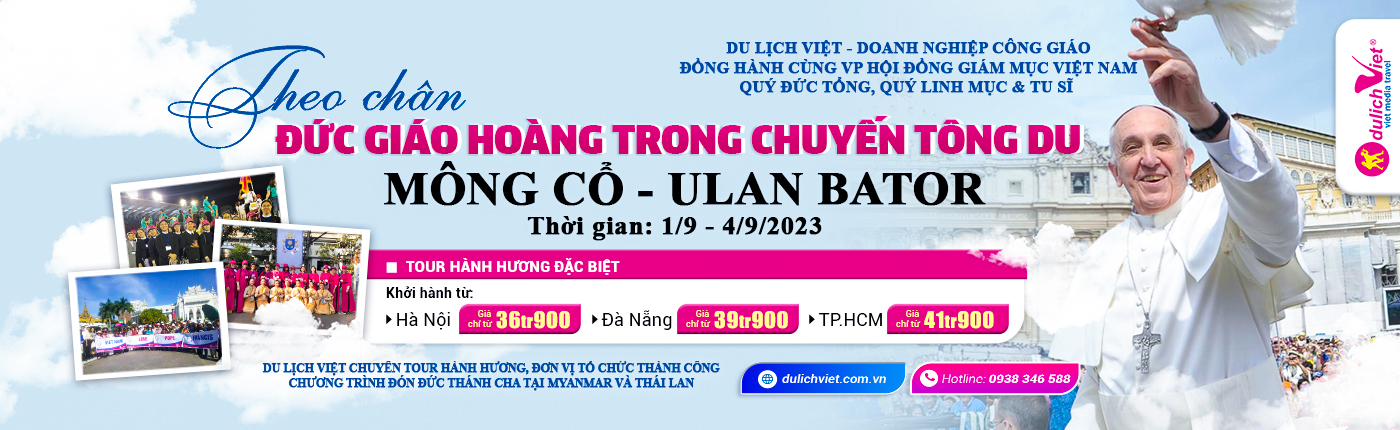 DU LỊCH VIỆT - DOANH NGHIỆP CÔNG GIÁO
ĐỒNG HÀNH CÙNG VP HỘI ĐỒNG GIÁM MỤC VIỆT NAM
QUÝ ĐỨC TỔNG, QUÝ LINH MỤC & TU SĨ
dulichViet®
viet media travel
Theo chân
ĐỨC GIÁO HOÀNG TRONG CHUYẾN TÔNG DU
MÔNG CỔ - ULAN BATOR
Thời gian: 1/9 - 4/9/2023
TOUR HÀNH HƯƠNG ĐẶC BIỆT
Khởi hành từ:
Hà Nội Giá chỉ từ 36tr900 Đà Nẵng Giá chỉ từ 39tr900 TP.HCM Giá chỉ từ 41tr900
VIET NAM LOVE POPE FRANCIS
DU LỊCH VIỆT CHUYÊN TOUR HÀNH HƯƠNG, ĐƠN VỊ TỔ CHỨC THÀNH CÔNG
CHƯƠNG TRÌNH ĐÓN ĐỨC THÁNH CHA TẠI MYANMAR VÀ THÁI LAN
dulichviet.com.vn
Hotline: 0938 346 588